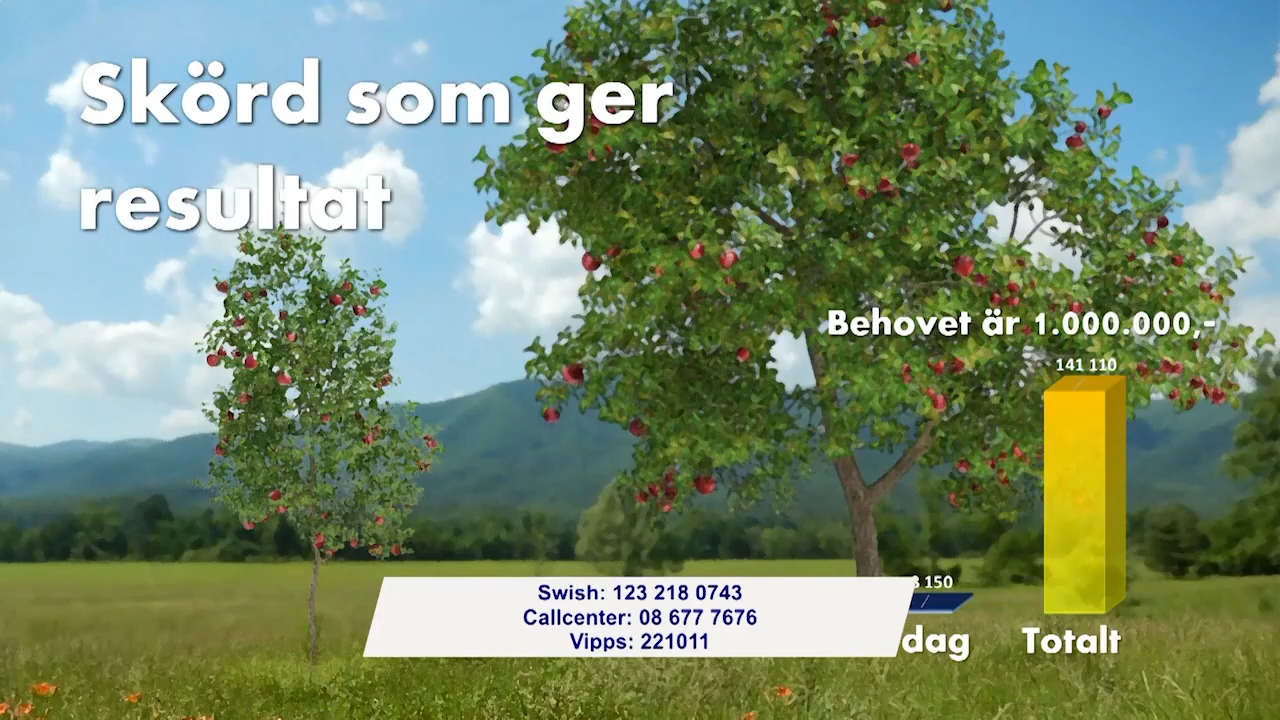 Skörd som ger
resultat
Behovet är 1.000.000,-
141 110
150
Swish: 123 218 0743
Callcenter: 08 677 7676
Vipps: 221011
dag
Totalt